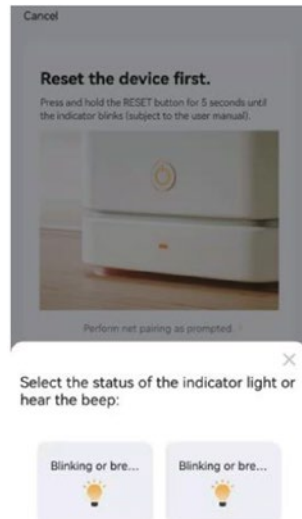 Cancel
Reset the device first.
Press and hold the RESET button for 5 seconds until
the indicator blinks (subject to the user manual).
Perform net pairing as prompted.
Select the status of the indicator light or
hear the beep:
Blinking or bre... Blinking or bre...